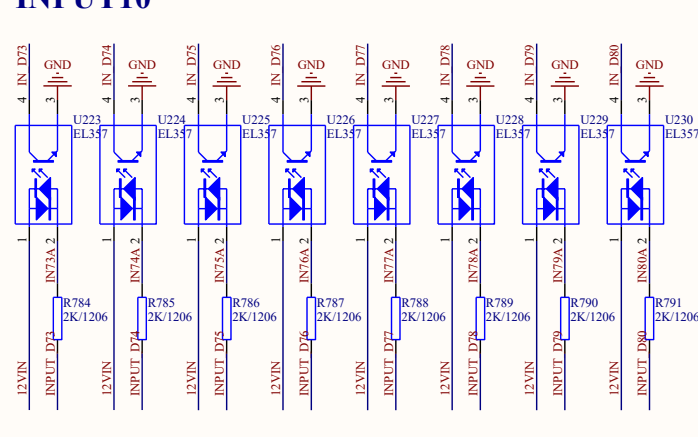 INPUT10
IN D73
4
GND
3
U223
EL357
1
2
IN73A
R784
2K/1206
12VIN
INPUT D73
IN D74
4
GND
3
U224
EL357
1
2
IN74A
R785
2K/1206
12VIN
INPUT D74
IN D75
4
GND
3
U225
EL357
1
2
IN75A
R786
2K/1206
12VIN
INPUT D75
IN D76
4
GND
3
U226
EL357
1
2
IN76A
R787
2K/1206
12VIN
INPUT D76
IN D77
4
GND
3
U227
EL357
1
2
IN77A
R788
2K/1206
12VIN
INPUT D77
IN D78
4
GND
3
U228
EL357
1
2
IN78A
R789
2K/1206
12VIN
INPUT D78
IN D79
4
GND
3
U229
EL357
1
2
IN79A
R790
2K/1206
12VIN
INPUT D79
IN D80
4
GND
3
U230
EL357
1
2
IN80A
R791
2K/1206
12VIN
INPUT D80